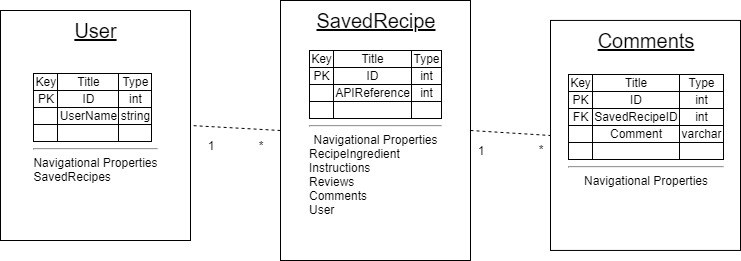 User
Key Title Type
PK ID int
UserName string
Navigational Properties
SavedRecipes
1 *
SavedRecipe
Key Title Type
PK ID int
APIReference int
Navigational Properties
RecipeIngredient
Instructions
Reviews
Comments
User
1 *
Comments
Key Title Type
PK ID int
FK SavedRecipeID int
Comment varchar
Navigational Properties